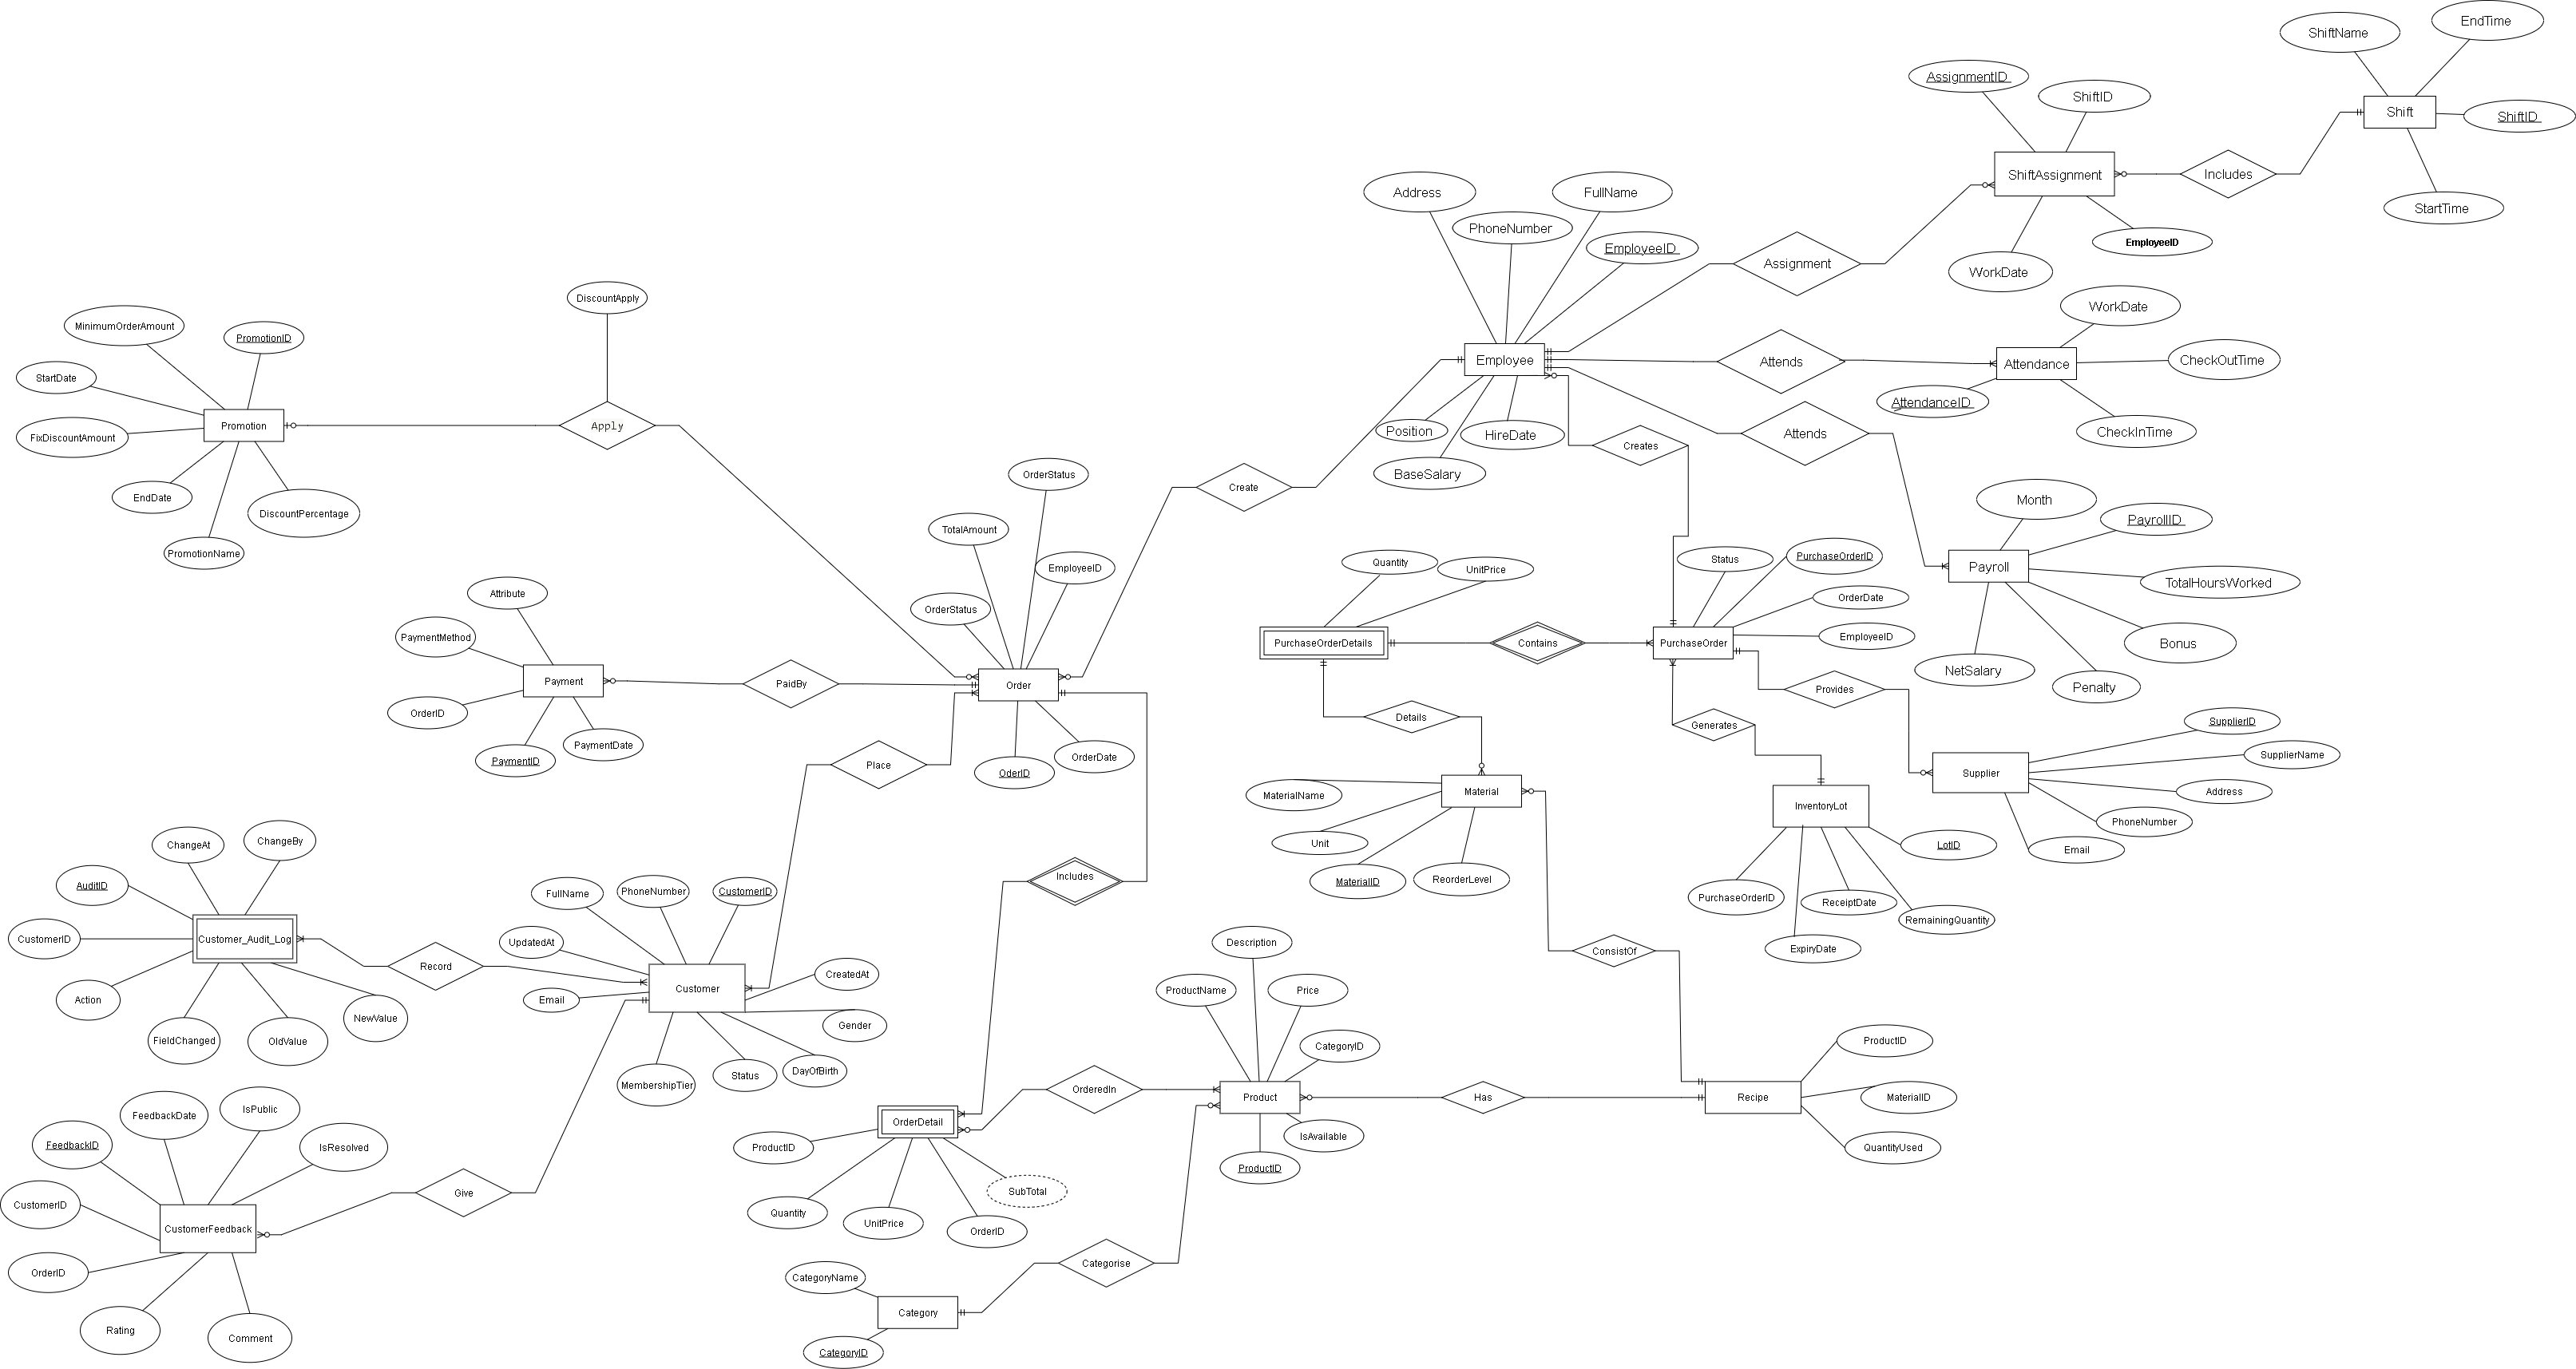 EndTime
ShiftName
AssignmentID
ShiftID
Shift
ShiftID
ShiftAssignment
Includes
Address
FullName
StartTime
PhoneNumber
EmployeeID
EmployeeID
Assignment
WorkDate
DiscountApply
WorkDate
MinimumOrderAmount
PromotionID
Employee
Attends
Attendance
CheckOutTime
StartDate
AttendanceID
Promotion
Apply
Position
HireDate
Attends
CheckInTime
FixDiscountAmount
Creates
BaseSalary
OrderStatus
Create
EndDate
DiscountPercentage
Month
PayrollID
TotalAmount
PromotionName
Quantity
UnitPrice
Status
PurchaseOrderID
EmployeeID
Payroll
TotalHoursWorked
Attribute
OrderStatus
OrderDate
PaymentMethod
PurchaseOrderDetails
Contains
PurchaseOrder
EmployeeID
Bonus
NetSalary
Payment
PaidBy
Order
Penalty
Provides
OrderID
Details
Generates
SupplierID
PaymentID
PaymentDate
Place
OderID
OrderDate
SupplierName
Supplier
MaterialName
Material
Address
InventoryLot
PhoneNumber
ChangeAt
ChangeBy
Unit
LotID
Email
AuditID
FullName
PhoneNumber
CustomerID
Includes
MaterialID
ReorderLevel
PurchaseOrderID
ReceiptDate
RemainingQuantity
CustomerID
Customer_Audit_Log
UpdatedAt
Description
ExpiryDate
ConsistOf
Record
CreatedAt
Action
Email
Customer
ProductName
Price
NewValue
Gender
FieldChanged
OldValue
CategoryID
ProductID
MembershipTier
Status
DayOfBirth
OrderedIn
Product
Has
Recipe
MaterialID
FeedbackDate
IsPublic
OrderDetail
IsAvailable
FeedbackID
IsResolved
ProductID
QuantityUsed
ProductID
CustomerID
Give
SubTotal
Quantity
UnitPrice
OrderID
CustomerFeedback
OrderID
CategoryName
Categorise
Rating
Comment
Category
CategoryID